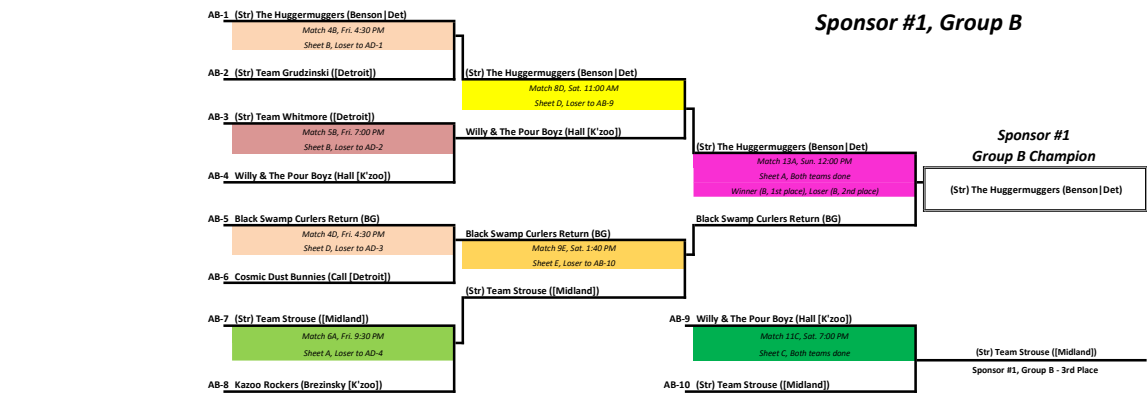 Sponsor #1, Group B
AB-1 (Str) The Huggermuggers (Benson|Det)
Match 4B, Fri. 4:30 PM
Sheet B, Loser to AD-1
AB-2 (Str) Team Grudzinski ([Detroit])
(Str) The Huggermuggers (Benson|Det)
Match 8D, Sat. 11:00 AM
Sheet D, Loser to AB-9
AB-3 (Str) Team Whitmore ([Detroit])
Match 5B, Fri. 7:00 PM
Sheet B, Loser to AD-2
Willy & The Pour Boyz (Hall [K'zoo])
AB-4 Willy & The Pour Boyz (Hall [K'zoo])
(Str) The Huggermuggers (Benson|Det)
Match 13A, Sun. 12:00 PM
Sheet A, Both teams done
Winner (B, 1st place), Loser (B, 2nd place)
Sponsor #1
Group B Champion
(Str) The Huggermuggers (Benson|Det)
AB-5 Black Swamp Curlers Return (BG)
Match 4D, Fri. 4:30 PM
Sheet D, Loser to AD-3
Black Swamp Curlers Return (BG)
Black Swamp Curlers Return (BG)
Match 9E, Sat. 1:40 PM
Sheet E, Loser to AB-10
AB-6 Cosmic Dust Bunnies (Call [Detroit])
(Str) Team Strouse ([Midland])
AB-7 (Str) Team Strouse ([Midland])
Match 6A, Fri. 9:30 PM
Sheet A, Loser to AD-4
AB-8 Kazoo Rockers (Brezinsky [K'zoo])
AB-9 Willy & The Pour Boyz (Hall [K'zoo])
Match 11C, Sat. 7:00 PM
Sheet C, Both teams done
AB-10 (Str) Team Strouse ([Midland])
(Str) Team Strouse ([Midland])
Sponsor #1, Group B - 3rd Place